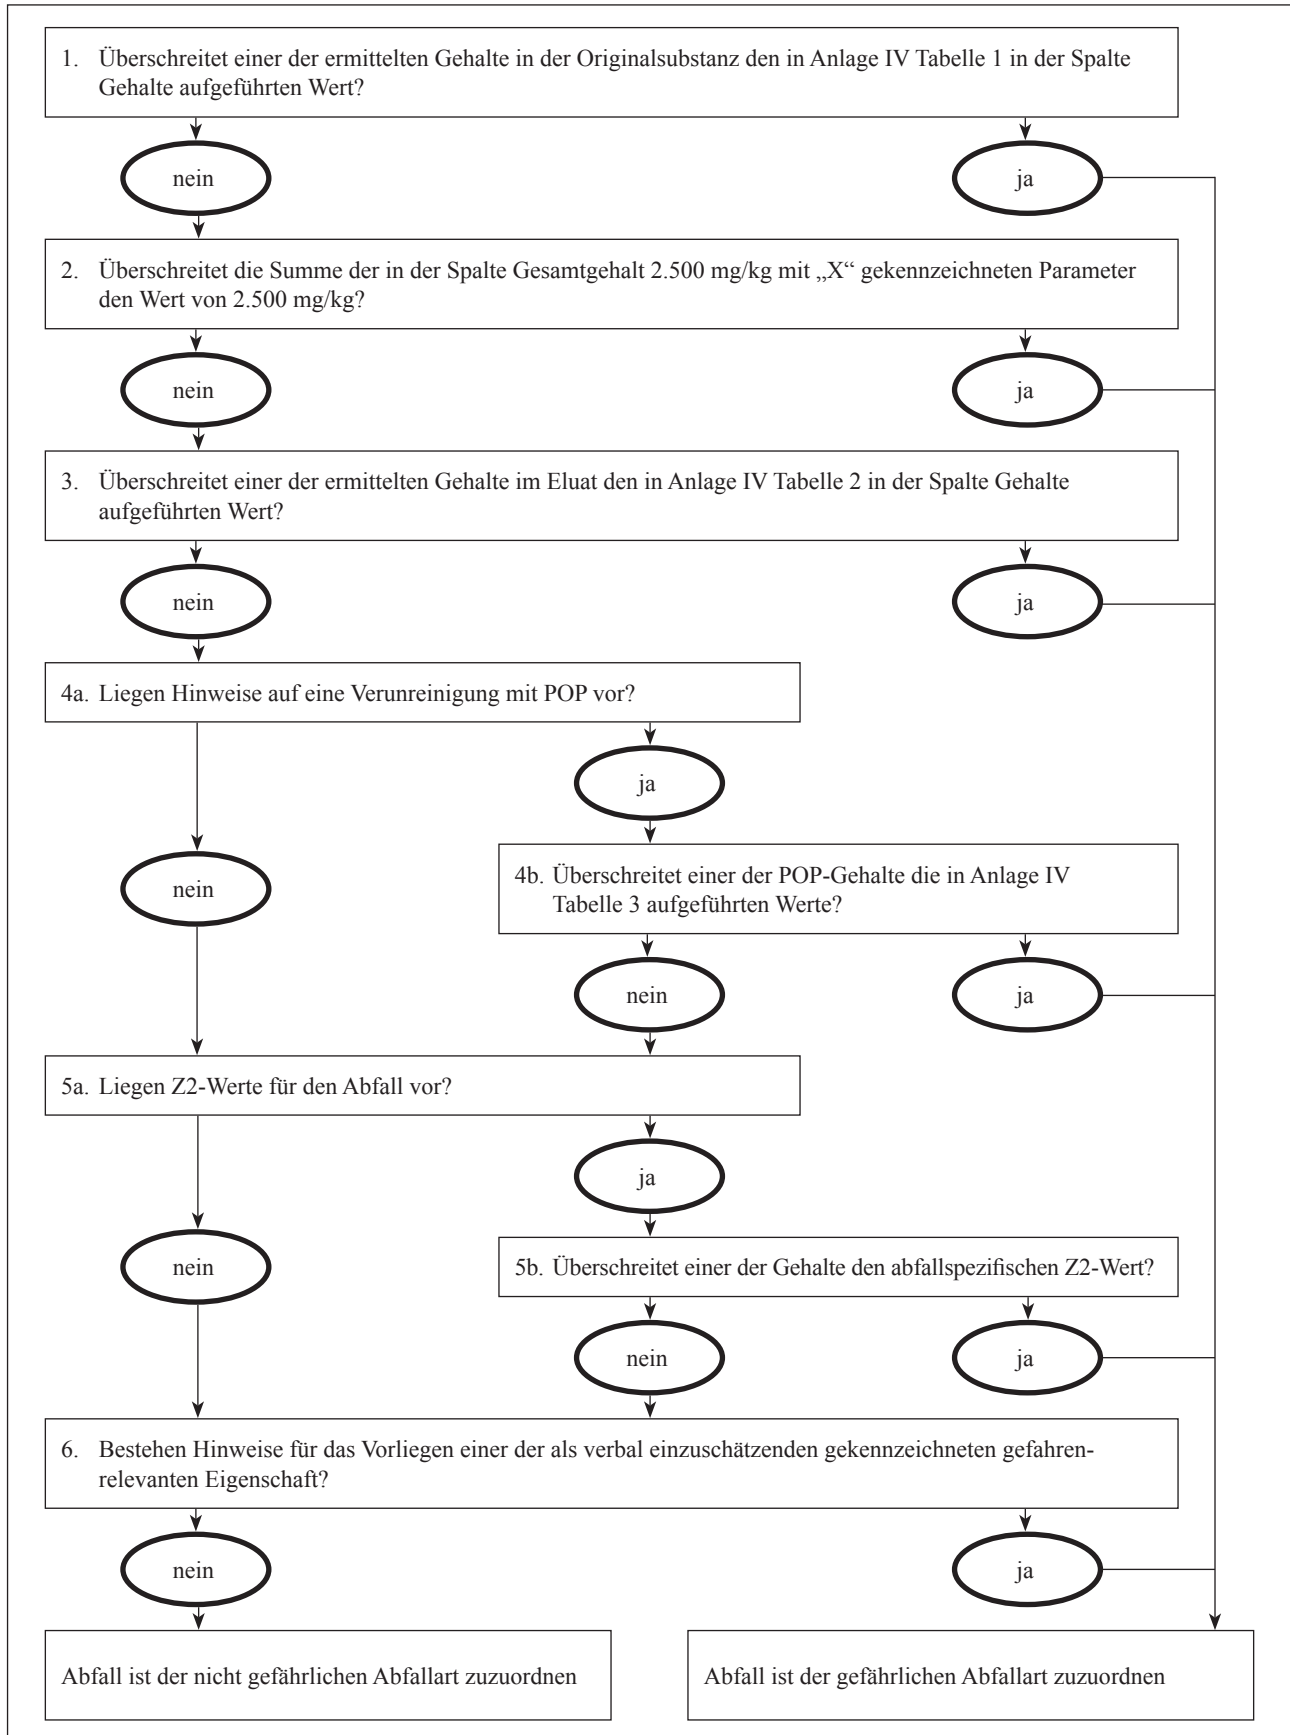 1. Überschreitet einer der ermittelten Gehalte in der Originalsubstanz den in Anlage IV Tabelle 1 in der Spalte
Gehalte aufgeführten Wert?
nein
ja
2. Überschreitet die Summe der in der Spalte Gesamtgehalt 2.500 mg/kg mit „X“ gekennzeichneten Parameter
den Wert von 2.500 mg/kg?
nein
ja
3. Überschreitet einer der ermittelten Gehalte im Eluat den in Anlage IV Tabelle 2 in der Spalte Gehalte
aufgeführten Wert?
nein
ja
4a. Liegen Hinweise auf eine Verunreinigung mit POP vor?
ja
nein
4b. Überschreitet einer der POP-Gehalte die in Anlage IV
Tabelle 3 aufgeführten Werte?
nein
ja
5a. Liegen Z2-Werte für den Abfall vor?
ja
nein
5b. Überschreitet einer der Gehalte den abfallspezifischen Z2-Wert?
nein
ja
6. Bestehen Hinweise für das Vorliegen einer der als verbal einzuschätzenden gekennzeichneten gefahren-
relevanten Eigenschaft?
nein
ja
Abfall ist der nicht gefährlichen Abfallart zuzuordnen
Abfall ist der gefährlichen Abfallart zuzuordnen